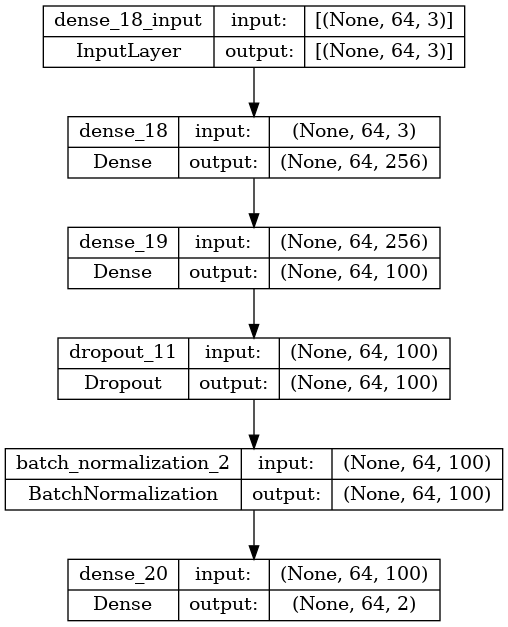 dense_18_input input: [(None, 64, 3)]
InputLayer output: [(None, 64, 3)]
dense_18 input: (None, 64, 3)
Dense output: (None, 64, 256)
dense_19 input: (None, 64, 256)
Dense output: (None, 64, 100)
dropout_11 input: (None, 64, 100)
Dropout output: (None, 64, 100)
batch_normalization_2 input: (None, 64, 100)
BatchNormalization output: (None, 64, 100)
dense_20 input: (None, 64, 100)
Dense output: (None, 64, 2)